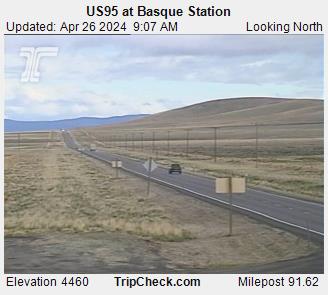 US95 at Basque Station
Updated: Apr 26 2024 9:07 AM Looking North
Elevation 4460 TripCheck.com Milepost 91.62